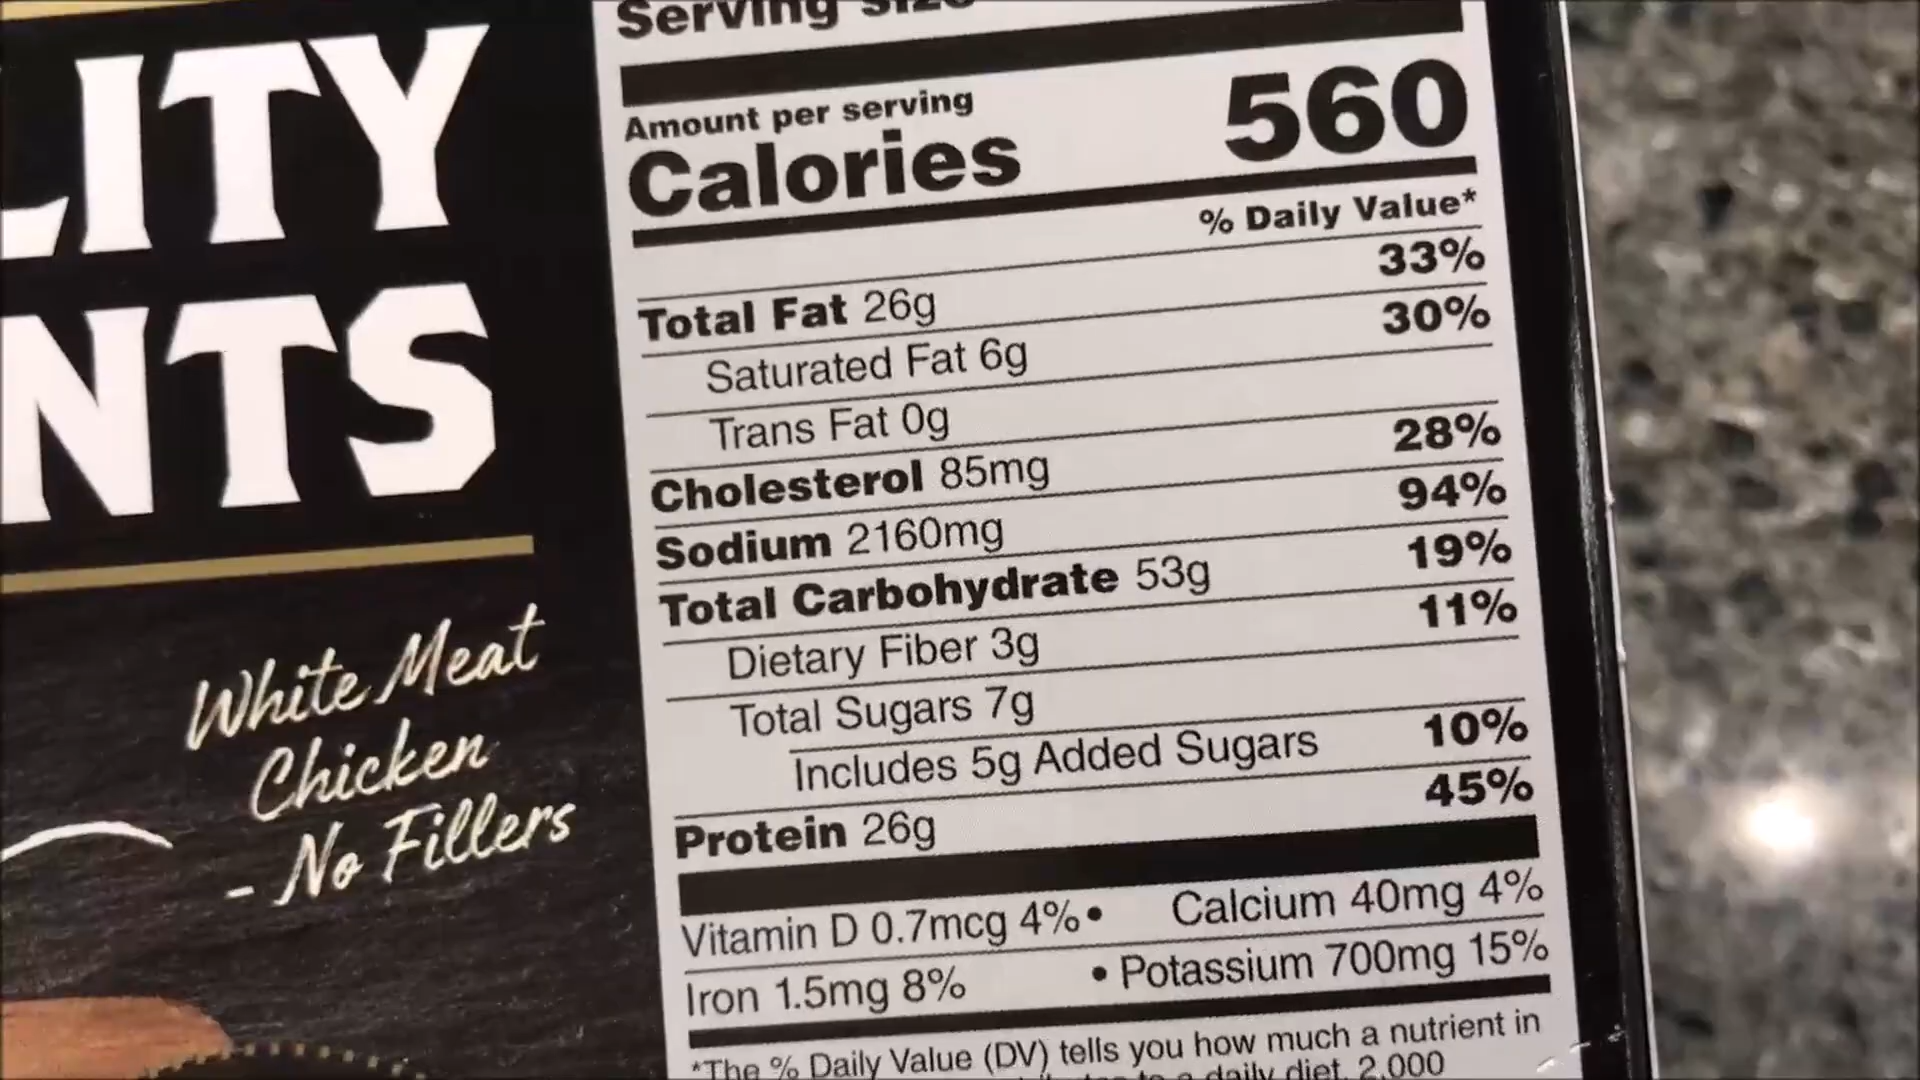 LITY
NTS
White Meat
Chicken
- No Fillers
Serving size
Amount per serving
Calories 560
% Daily Value*
Total Fat 26g 33%
Saturated Fat 6g 30%
Trans Fat 0g
Cholesterol 85mg 28%
Sodium 2160mg 94%
Total Carbohydrate 53g 19%
Dietary Fiber 3g 11%
Total Sugars 7g
Includes 5g Added Sugars 10%
Protein 26g 45%
Vitamin D 0.7mcg 4% • Calcium 40mg 4%
Iron 1.5mg 8% • Potassium 700mg 15%
*The % Daily Value (DV) tells you how much a nutrient in
to a daily diet. 2,000